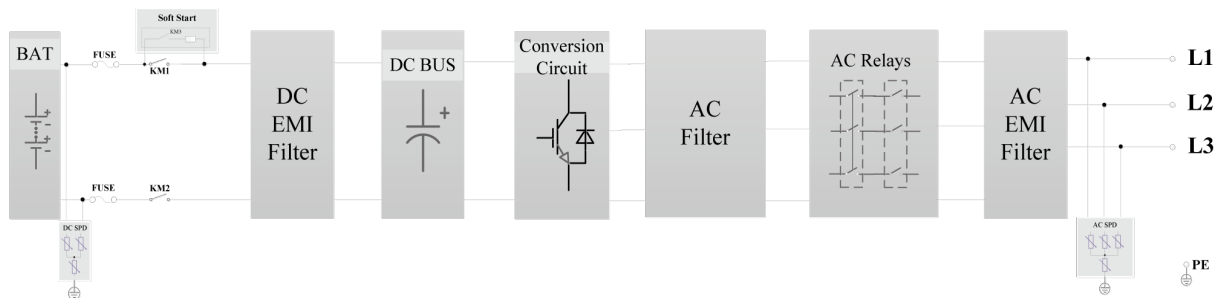 Soft Start
KM3
BAT
FUSE
KM1
DC
EMI
Filter
DC BUS
+
Conversion
Circuit
AC
Filter
AC Relays
AC
EMI
Filter
L1
L2
L3
+
-
+
-
FUSE
KM2
DC SPD
AC SPD
PE